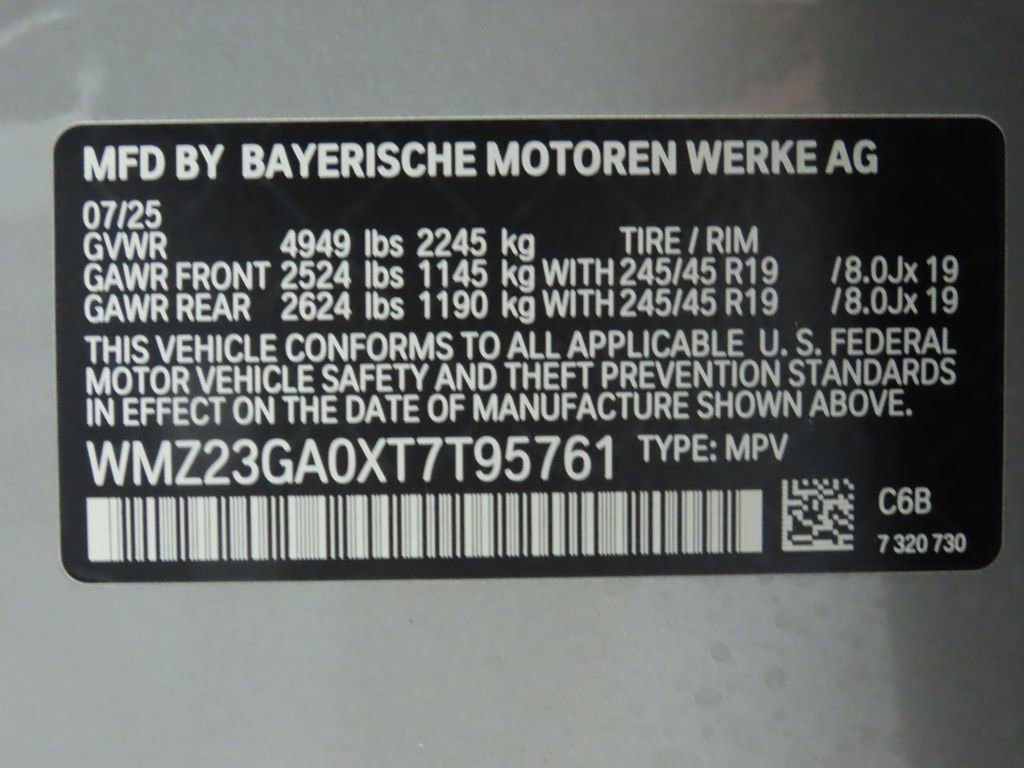 MFD BY BAYERISCHE MOTOREN WERKE AG
07/25
GVWR 4949 lbs 2245 kg TIRE / RIM
GAWR FRONT 2524 lbs 1145 kg WITH 245/45 R19 /8.0Jx 19
GAWR REAR 2624 lbs 1190 kg WITH 245/45 R19 /8.0Jx 19
THIS VEHICLE CONFORMS TO ALL APPLICABLE U. S. FEDERAL
MOTOR VEHICLE SAFETY AND THEFT PREVENTION STANDARDS
IN EFFECT ON THE DATE OF MANUFACTURE SHOWN ABOVE.
WMZ23GA0XT7T95761 TYPE: MPV
C6B
7 320 730